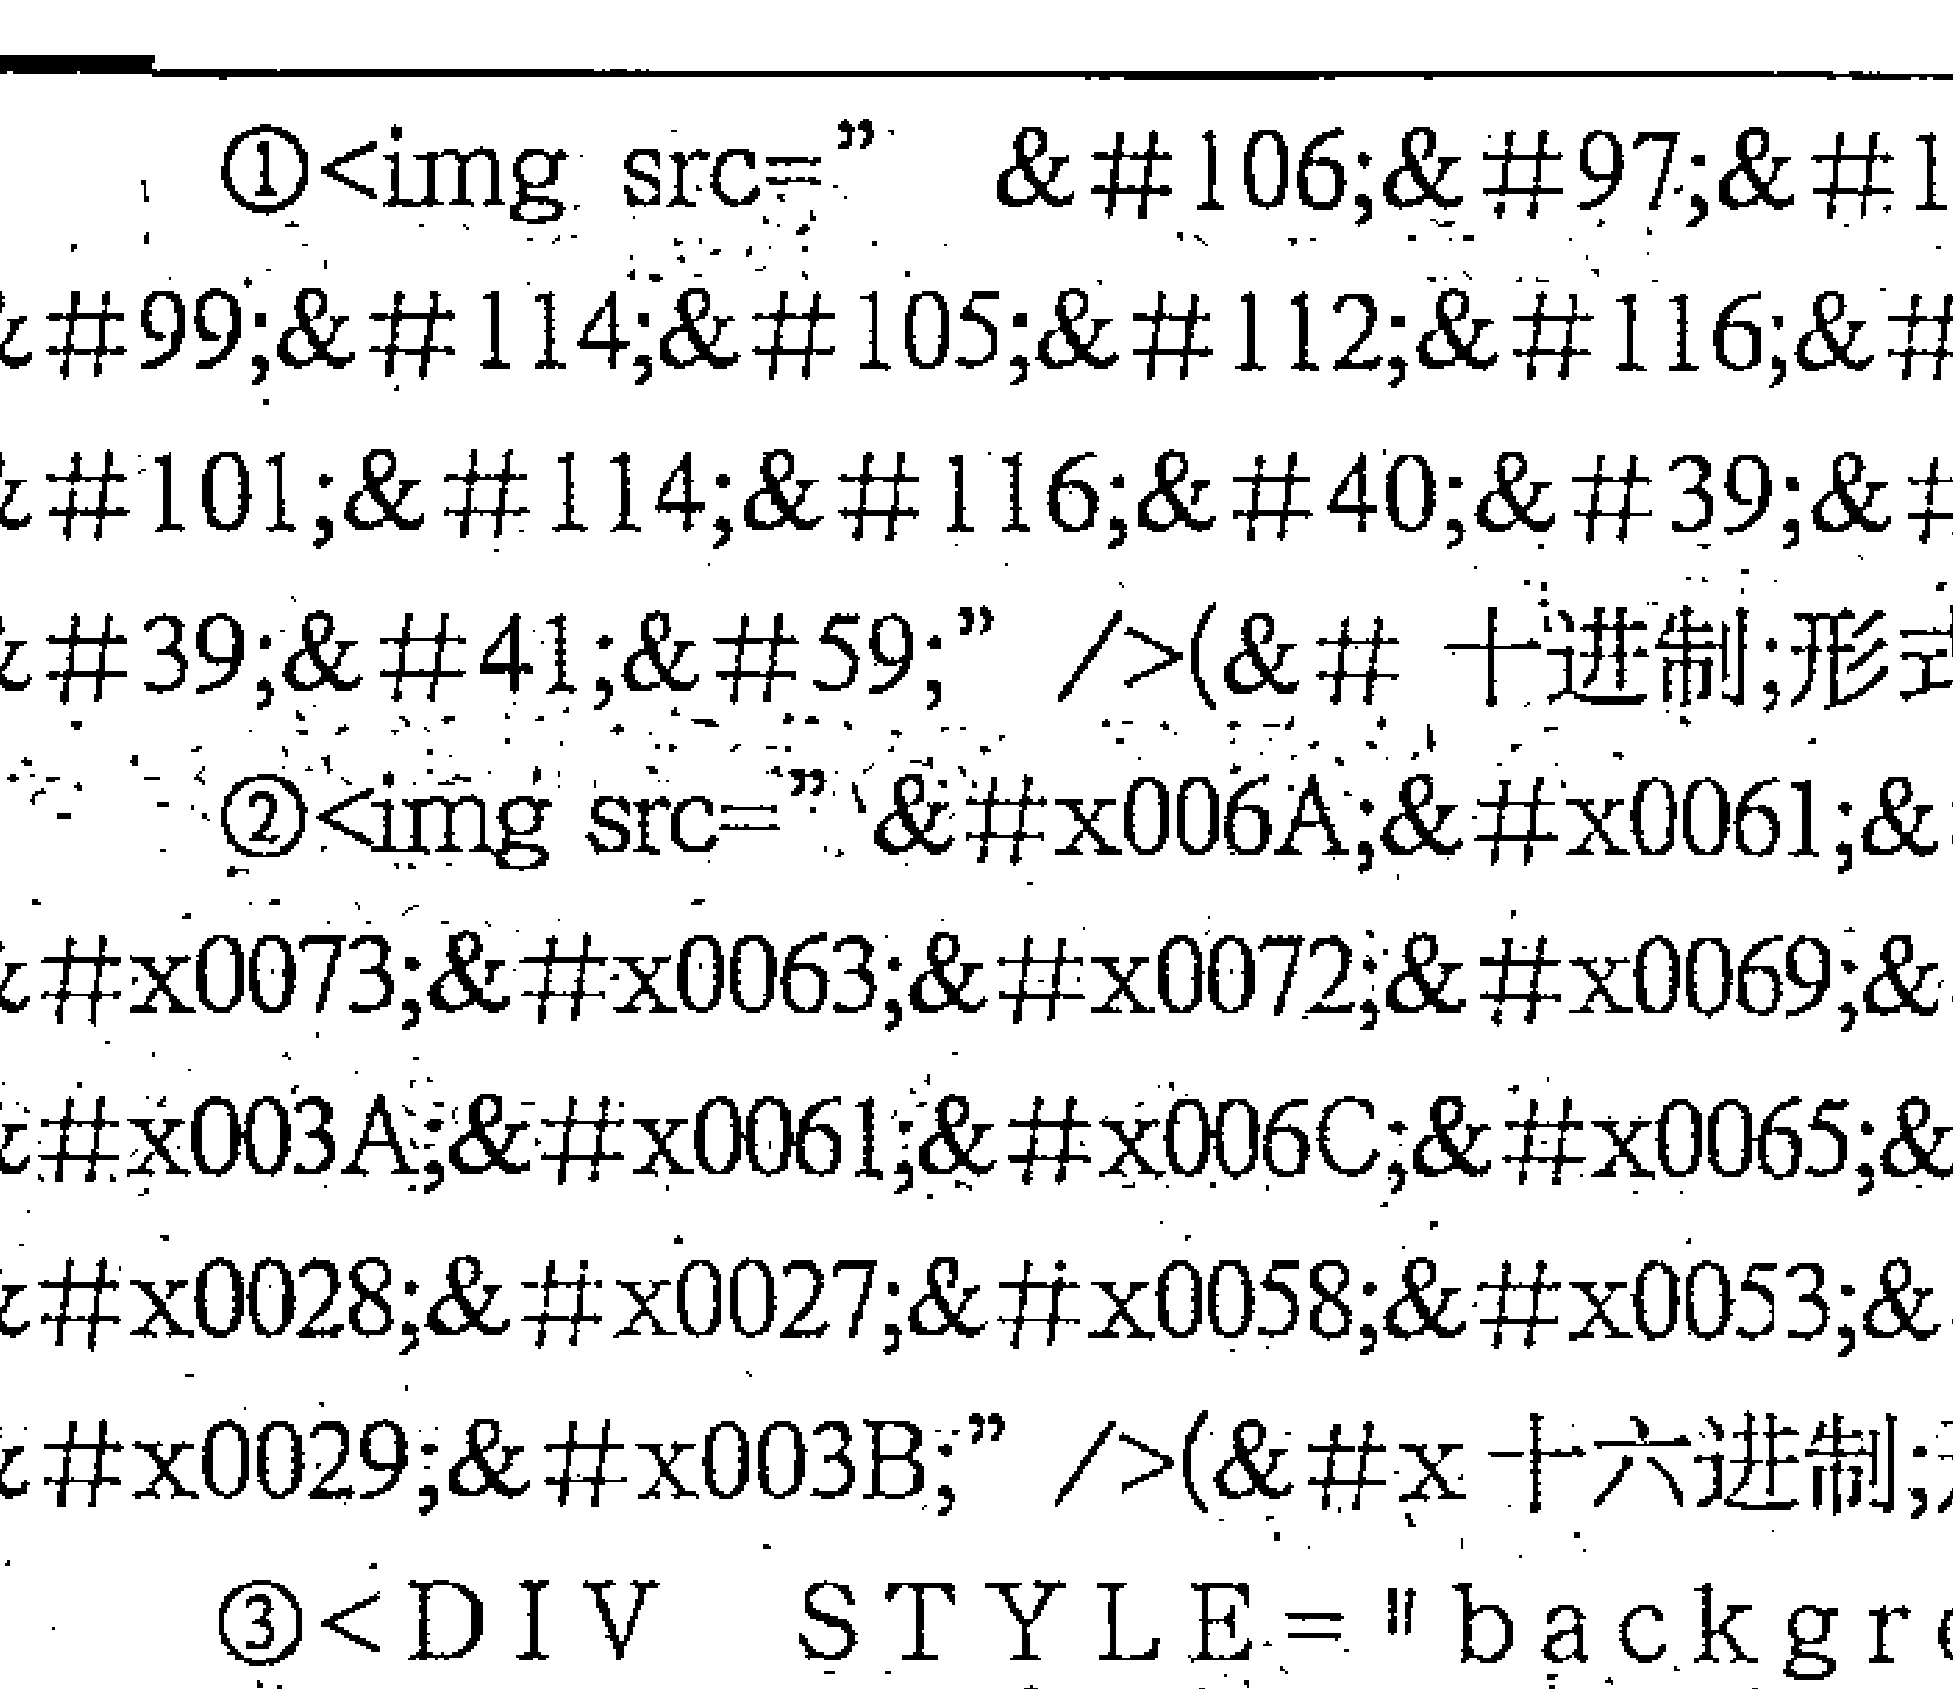 ①<img src=”  &#106;&#97;&#1
&#99;&#114;&#105;&#112;&#116;&#
&#101;&#114;&#116;&#40;&#39;&#
&#39;&#41;&#59;” />(&# 十进制;形式
②<img src=” &#x006A;&#x0061;&
&#x0073;&#x0063;&#x0072;&#x0069;&
&#x003A;&#x0061;&#x006C;&#x0065;&
&#x0028;&#x0027;&#x0058;&#x0053;&
&#x0029;&#x003B;” />(&#x 十六进制;
③<DIV STYLE="backgr